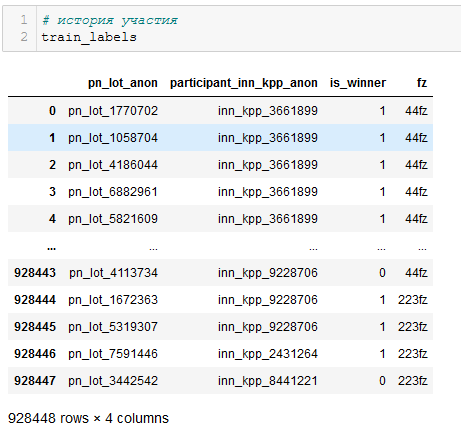 1 # история участия
2 train_labels
pn_lot_anon participant_inn_kpp_anon is_winner fz
0 pn_lot_1770702 inn_kpp_3661899 1 44fz
1 pn_lot_1058704 inn_kpp_3661899 1 44fz
2 pn_lot_4186044 inn_kpp_3661899 1 44fz
3 pn_lot_6882961 inn_kpp_3661899 1 44fz
4 pn_lot_5821609 inn_kpp_3661899 1 44fz
... ... ... ... ...
928443 pn_lot_4113734 inn_kpp_9228706 0 44fz
928444 pn_lot_1672363 inn_kpp_9228706 1 223fz
928445 pn_lot_5319307 inn_kpp_9228706 1 223fz
928446 pn_lot_7591446 inn_kpp_2431264 1 223fz
928447 pn_lot_3442542 inn_kpp_8441221 0 223fz
928448 rows × 4 columns